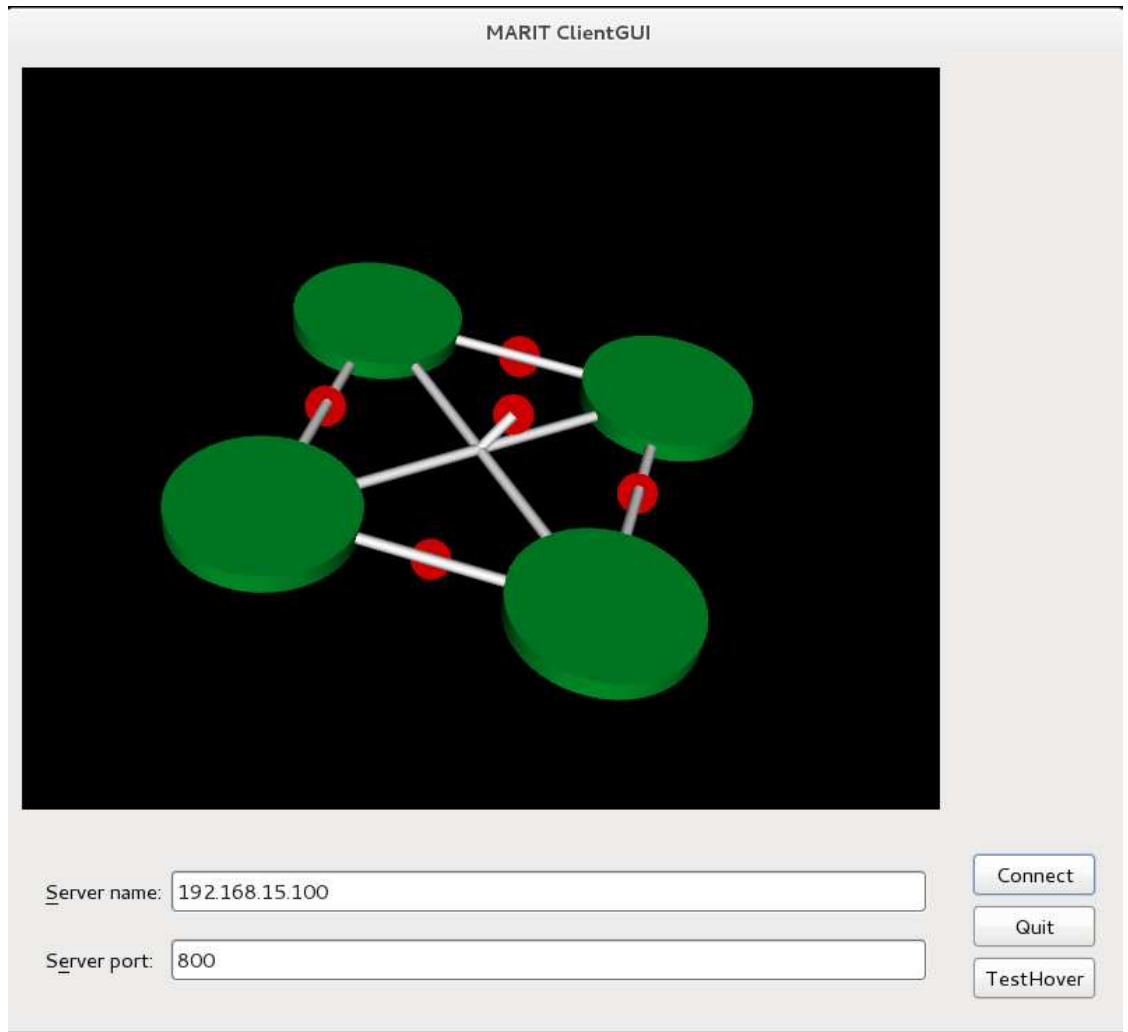 MARIT ClientGUI
Server name: 192.168.15.100
Connect
Quit
Server port: 800
TestHover